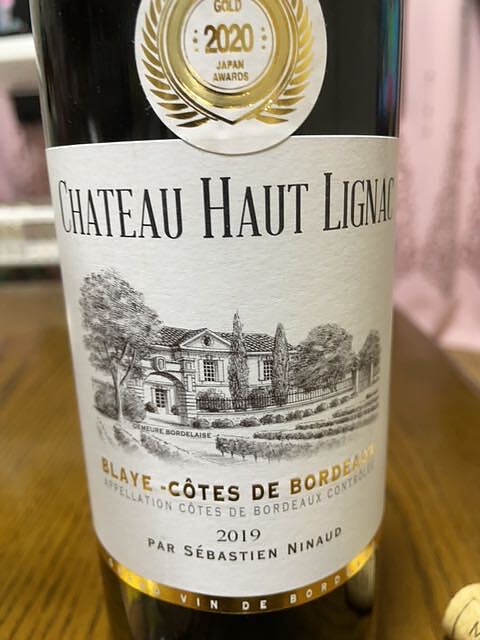 GOLD
2020
JAPAN
AWARDS
CHATEAU HAUT LIGNAC
DEMEURE BORDELAISE
BLAYE - CÔTES DE BORDEAUX
APPELLATION CÔTES DE BORDEAUX CONTRÔLÉE
2019
PAR SÉBASTIEN NINAUD
VIN DE BORDEAUX